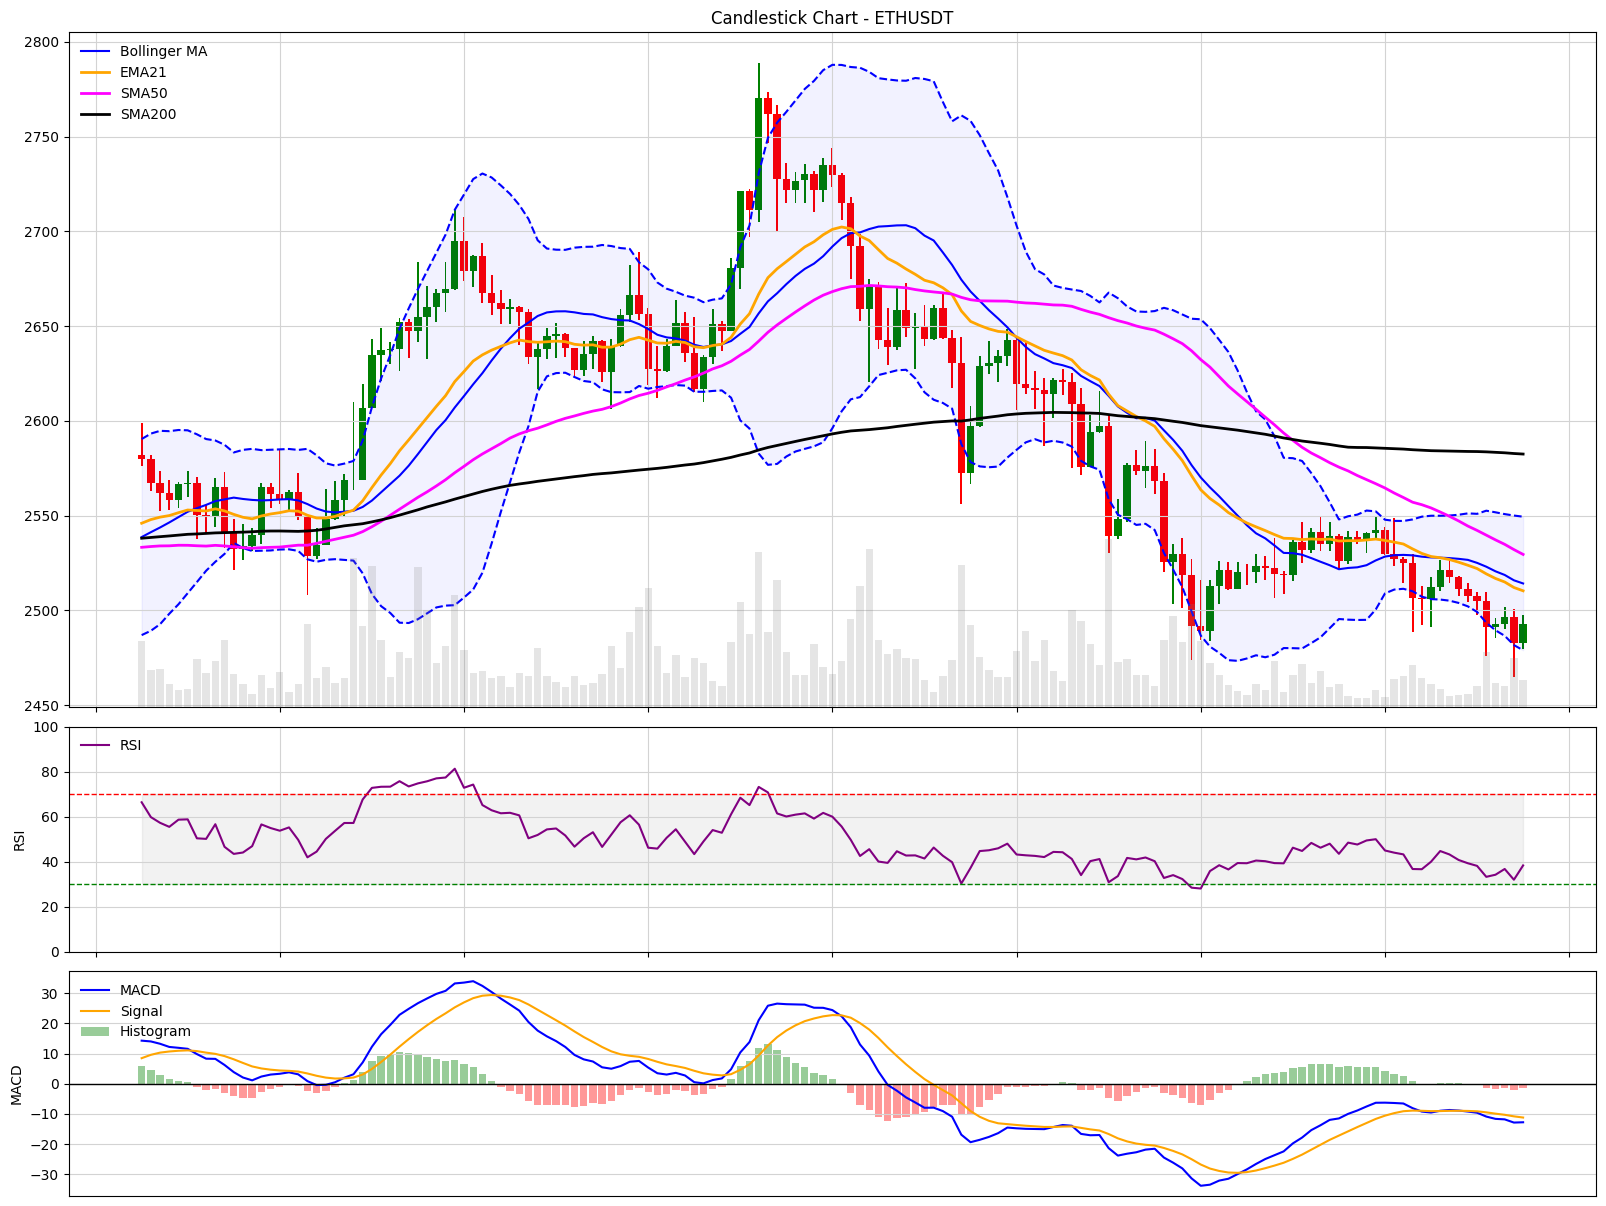 Candlestick Chart - ETHUSDT
Bollinger MA
EMA21
SMA50
SMA200
2800
2750
2700
2650
2600
2550
2500
2450
RSI
100
80
60
40
20
0
RSI
MACD
Signal
Histogram
30
20
10
0
−10
−20
−30
MACD